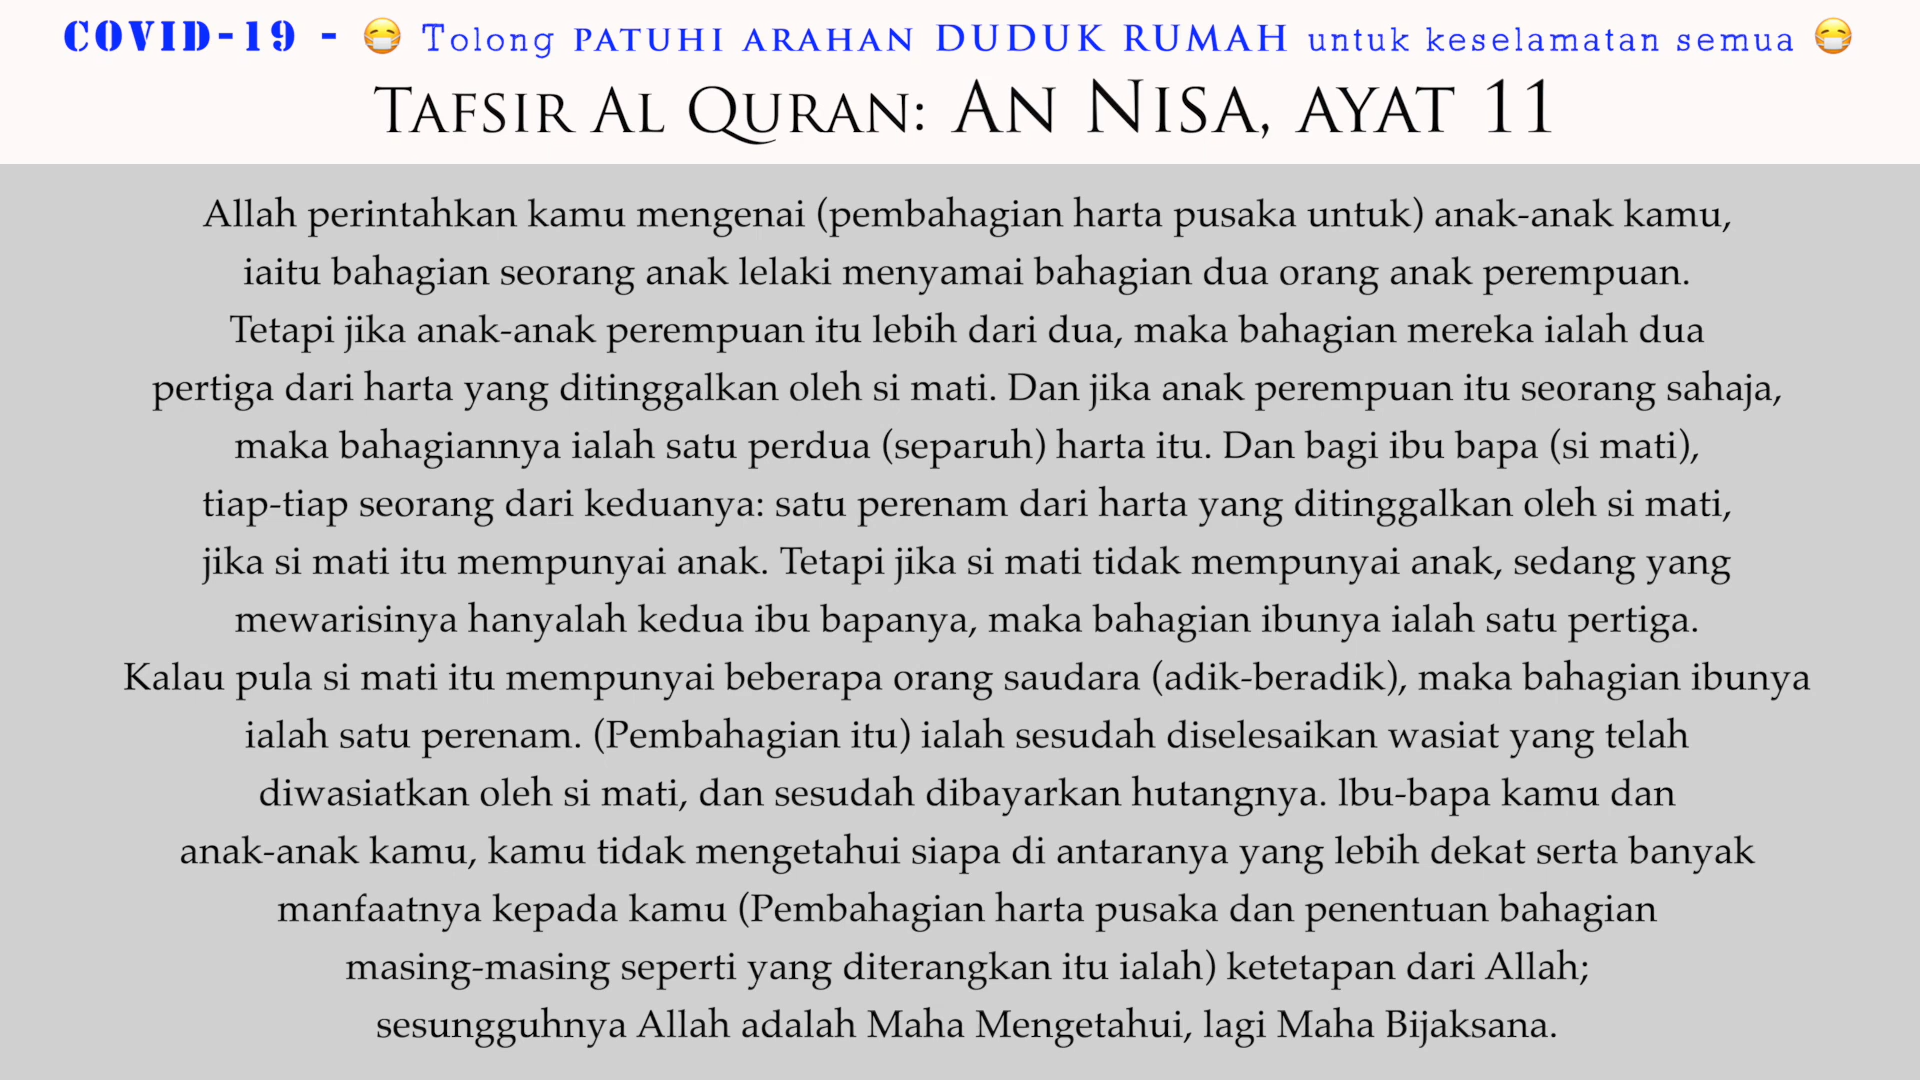 COVID-19 - 😷 Tolong PATUHI ARAHAN DUDUK RUMAH untuk keselamatan semua 😷
TAFSIR AL QURAN: AN NISA, AYAT 11
Allah perintahkan kamu mengenai (pembahagian harta pusaka untuk) anak-anak kamu,
iaitu bahagian seorang anak lelaki menyamai bahagian dua orang anak perempuan.
Tetapi jika anak-anak perempuan itu lebih dari dua, maka bahagian mereka ialah dua
pertiga dari harta yang ditinggalkan oleh si mati. Dan jika anak perempuan itu seorang sahaja,
maka bahagiannya ialah satu perdua (separuh) harta itu. Dan bagi ibu bapa (si mati),
tiap-tiap seorang dari keduanya: satu perenam dari harta yang ditinggalkan oleh si mati,
jika si mati itu mempunyai anak. Tetapi jika si mati tidak mempunyai anak, sedang yang
mewarisinya hanyalah kedua ibu bapanya, maka bahagian ibunya ialah satu pertiga.
Kalau pula si mati itu mempunyai beberapa orang saudara (adik-beradik), maka bahagian ibunya
ialah satu perenam. (Pembahagian itu) ialah sesudah diselesaikan wasiat yang telah
diwasiatkan oleh si mati, dan sesudah dibayarkan hutangnya. lbu-bapa kamu dan
anak-anak kamu, kamu tidak mengetahui siapa di antaranya yang lebih dekat serta banyak
manfaatnya kepada kamu (Pembahagian harta pusaka dan penentuan bahagian
masing-masing seperti yang diterangkan itu ialah) ketetapan dari Allah;
sesungguhnya Allah adalah Maha Mengetahui, lagi Maha Bijaksana.